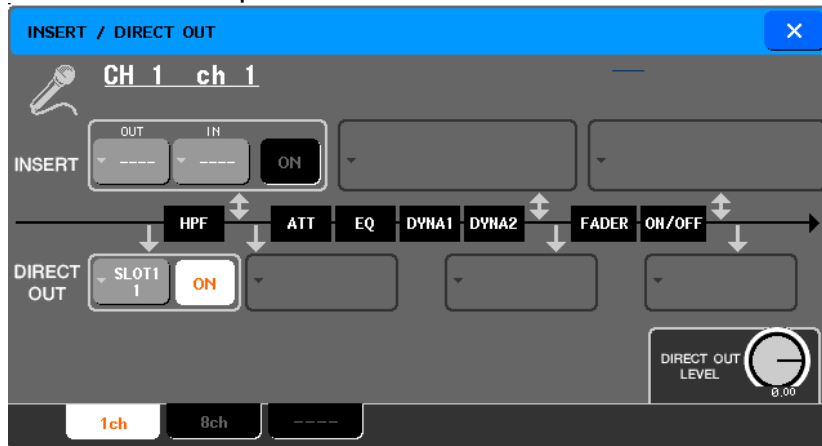 INSERT / DIRECT OUT
CH 1 ch 1
INSERT
OUT
IN
----
----
ON
HPF
ATT
EQ
DYNA1
DYNA2
FADER
ON/OFF
DIRECT
OUT
SLOT1
1
ON
DIRECT OUT
LEVEL
0.00
1ch
8ch
----